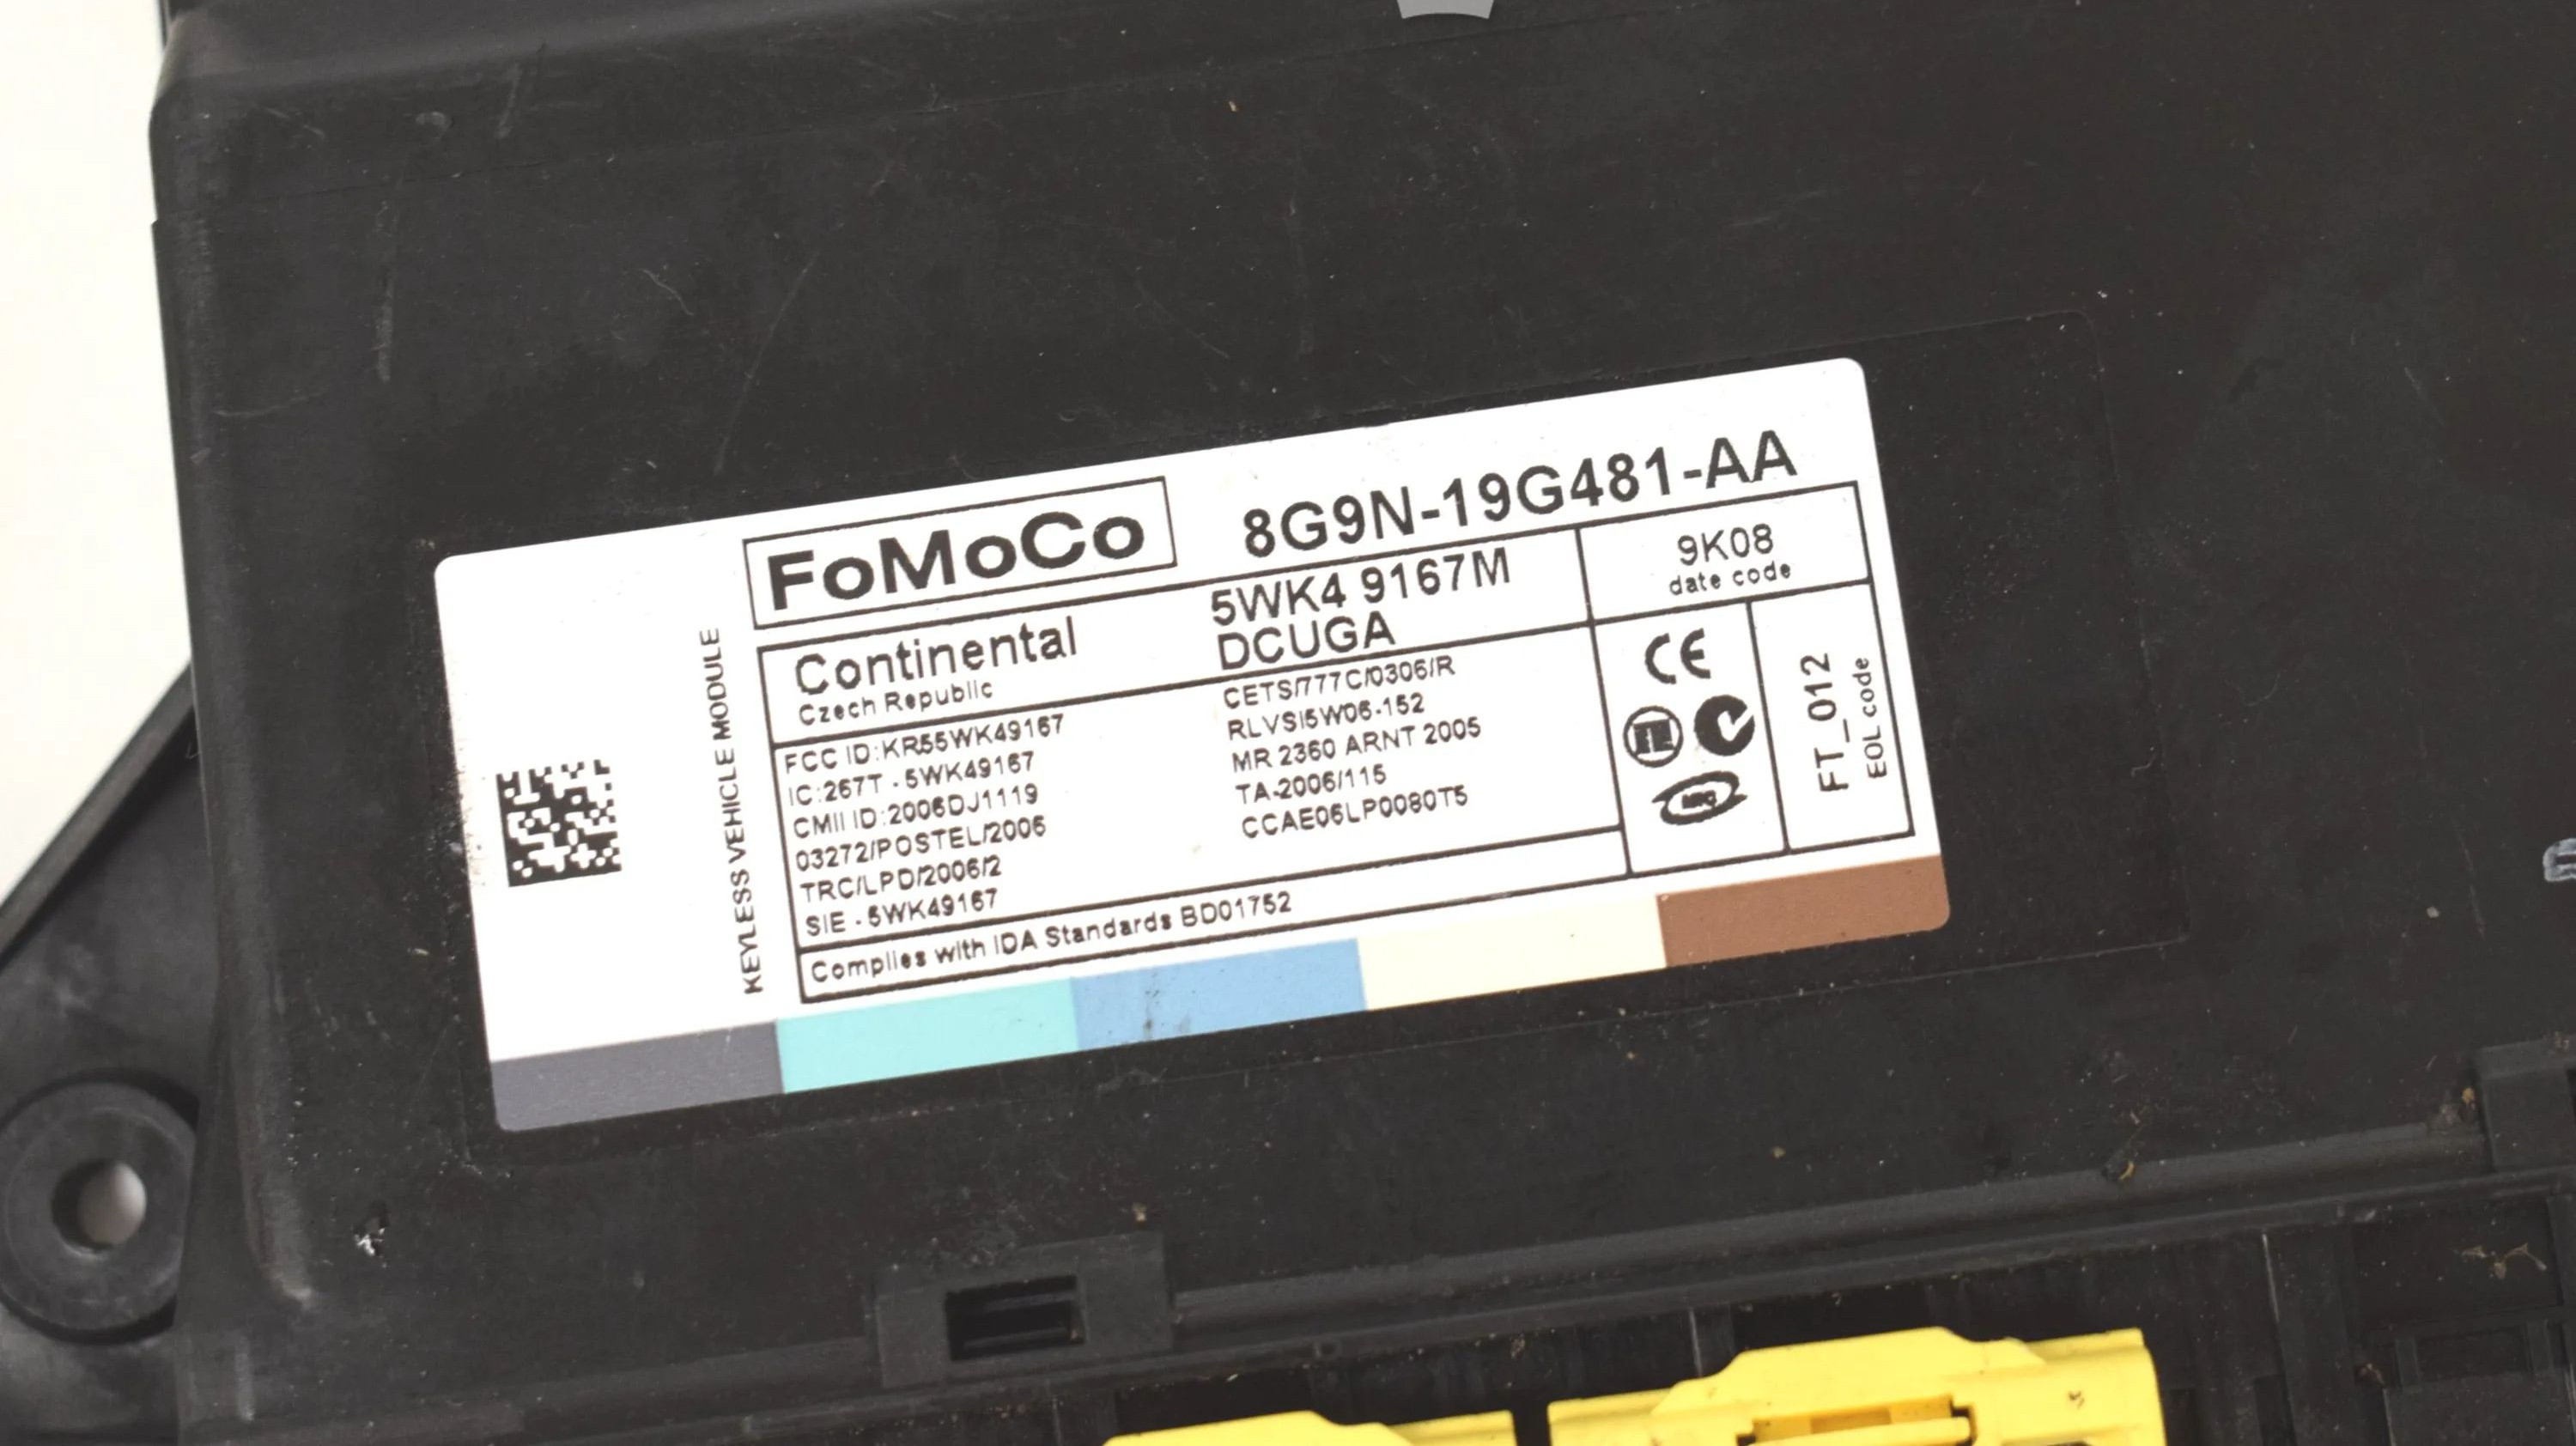 FoMoCo
8G9N-19G481-AA
Continental
Czech Republic
5WK4 9167M
DCUGA
9K08
date code
KEYLESS VEHICLE MODULE
FCC ID:KR55WK49167
IC:267T - 5WK49167
CMII ID:2006DJ1119
03272/POSTEL/2006
TRC/LPD/2006/2
SIE - 5WK49167
CETS/777C/0306/R
RLVSI5W06-152
MR 2360 ARNT 2005
TA-2006/115
CCAE06LP0080T5
Complies with IDA Standards BD01752
CE
FT_012
EOL code